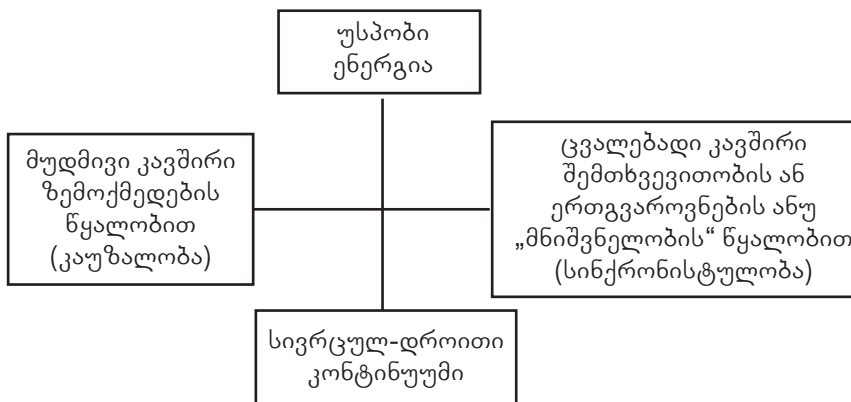 უსპობი
ენერგია
მუდმივი კავშირი
ზემოქმედების
წყალობით
(კაუზალობა)
ცვალებადი კავშირი
შემთხვევითობის ან
ერთგვაროვნების ანუ
„მნიშვნელობის“ წყალობით
(სინქრონისტულობა)
სივრცულ-დროითი
კონტინუუმი